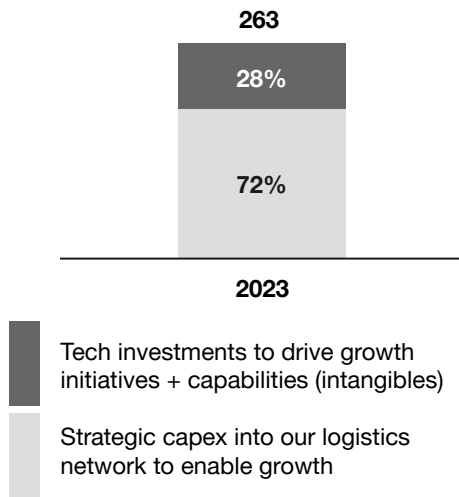 263
28%
72%
2023
Tech investments to drive growth
initiatives + capabilities (intangibles)
Strategic capex into our logistics
network to enable growth